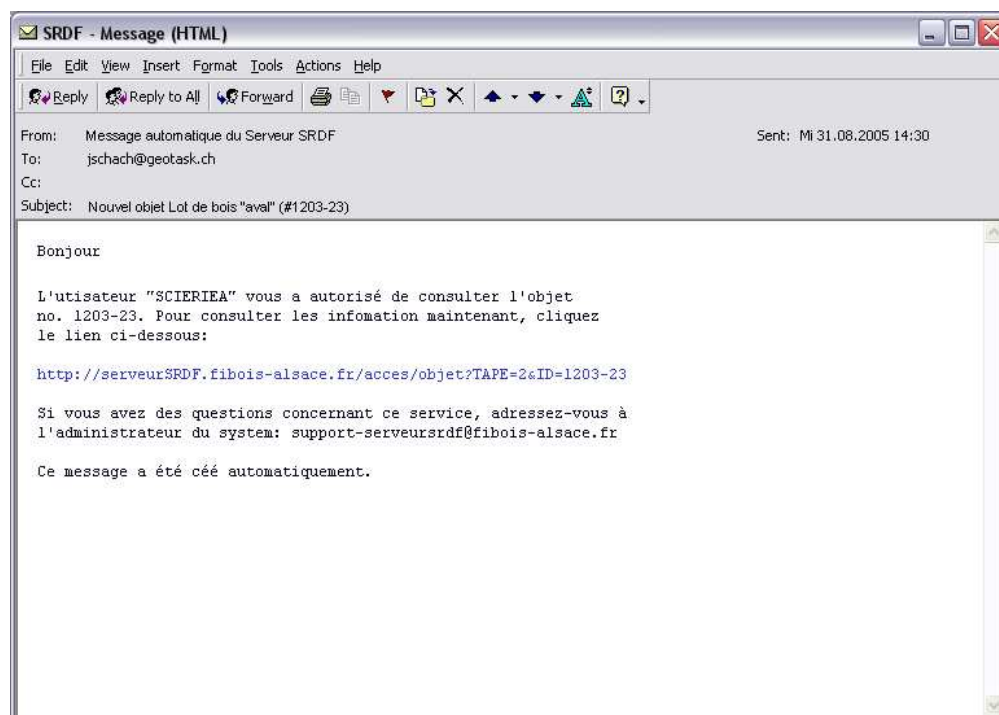 SRDF - Message (HTML)
File Edit View Insert Format Tools Actions Help
Reply Reply to All Forward
From: Message automatique du Serveur SRDF Sent: Mi 31.08.2005 14:30
To: jschach@geotask.ch
Cc:
Subject: Nouvel objet Lot de bois "aval" (#1203-23)
Bonjour
L'utisateur "SCIERIEA" vous a autorisé de consulter l'objet
no. 1203-23. Pour consulter les infomation maintenant, cliquez
le lien ci-dessous:
http://serveurSRDF.fibois-alsace.fr/acces/objet?TAPE=2&ID=1203-23
Si vous avez des questions concernant ce service, adressez-vous à
l'administrateur du system: support-serveursrdf@fibois-alsace.fr
Ce message a été céé automatiquement.